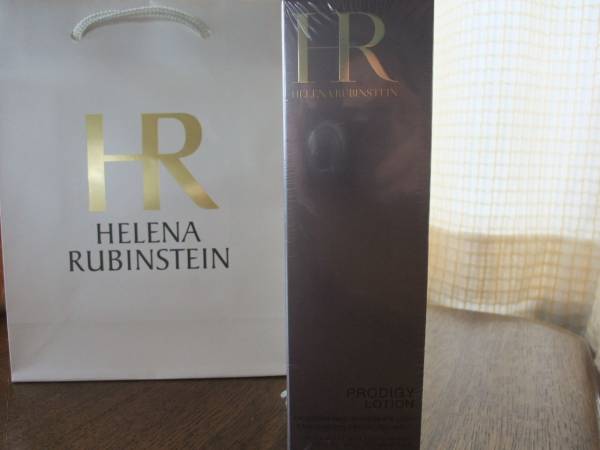 HR
HELENA
RUBINSTEIN
HR
HELENA RUBINSTEIN
PRODIGY
LOTION